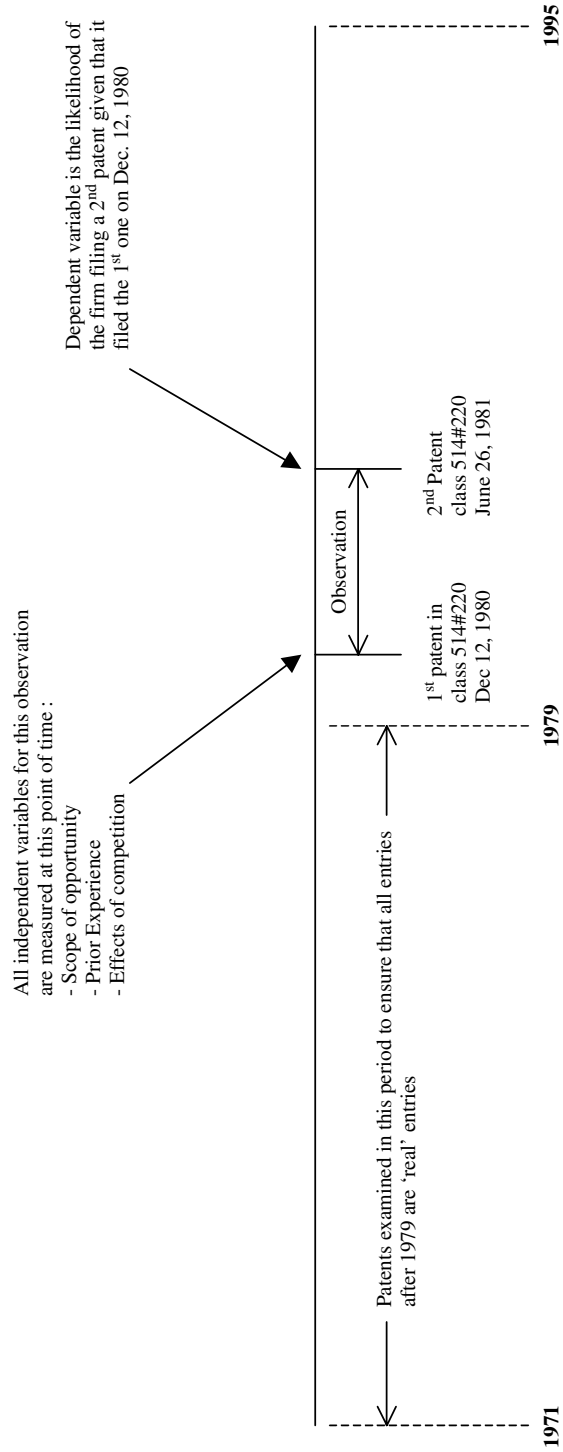 All independent variables for this observation
are measured at this point of time :
- Scope of opportunity
- Prior Experience
- Effects of competition
Dependent variable is the likelihood of
the firm filing a 2nd patent given that it
filed the 1st one on Dec. 12, 1980
Observation
1st patent in
class 514#220
Dec 12, 1980
2nd Patent
class 514#220
June 26, 1981
Patents examined in this period to ensure that all entries
after 1979 are ‘real’ entries
1971
1979
1995